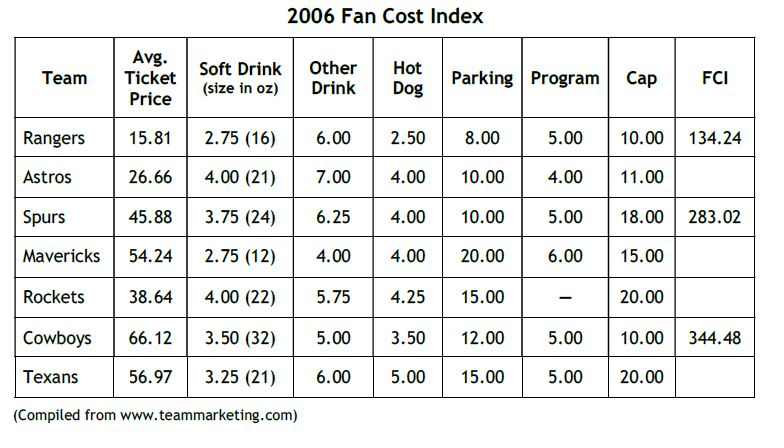 2006 Fan Cost Index
Team Avg. Ticket Price Soft Drink (size in oz) Other Drink Hot Dog Parking Program Cap FCI
Rangers 15.81 2.75 (16) 6.00 2.50 8.00 5.00 10.00 134.24
Astros 26.66 4.00 (21) 7.00 4.00 10.00 4.00 11.00
Spurs 45.88 3.75 (24) 6.25 4.00 10.00 5.00 18.00 283.02
Mavericks 54.24 2.75 (12) 4.00 4.00 20.00 6.00 15.00
Rockets 38.64 4.00 (22) 5.75 4.25 15.00 — 20.00
Cowboys 66.12 3.50 (32) 5.00 3.50 12.00 5.00 10.00 344.48
Texans 56.97 3.25 (21) 6.00 5.00 15.00 5.00 20.00
(Compiled from www.teammarketing.com)